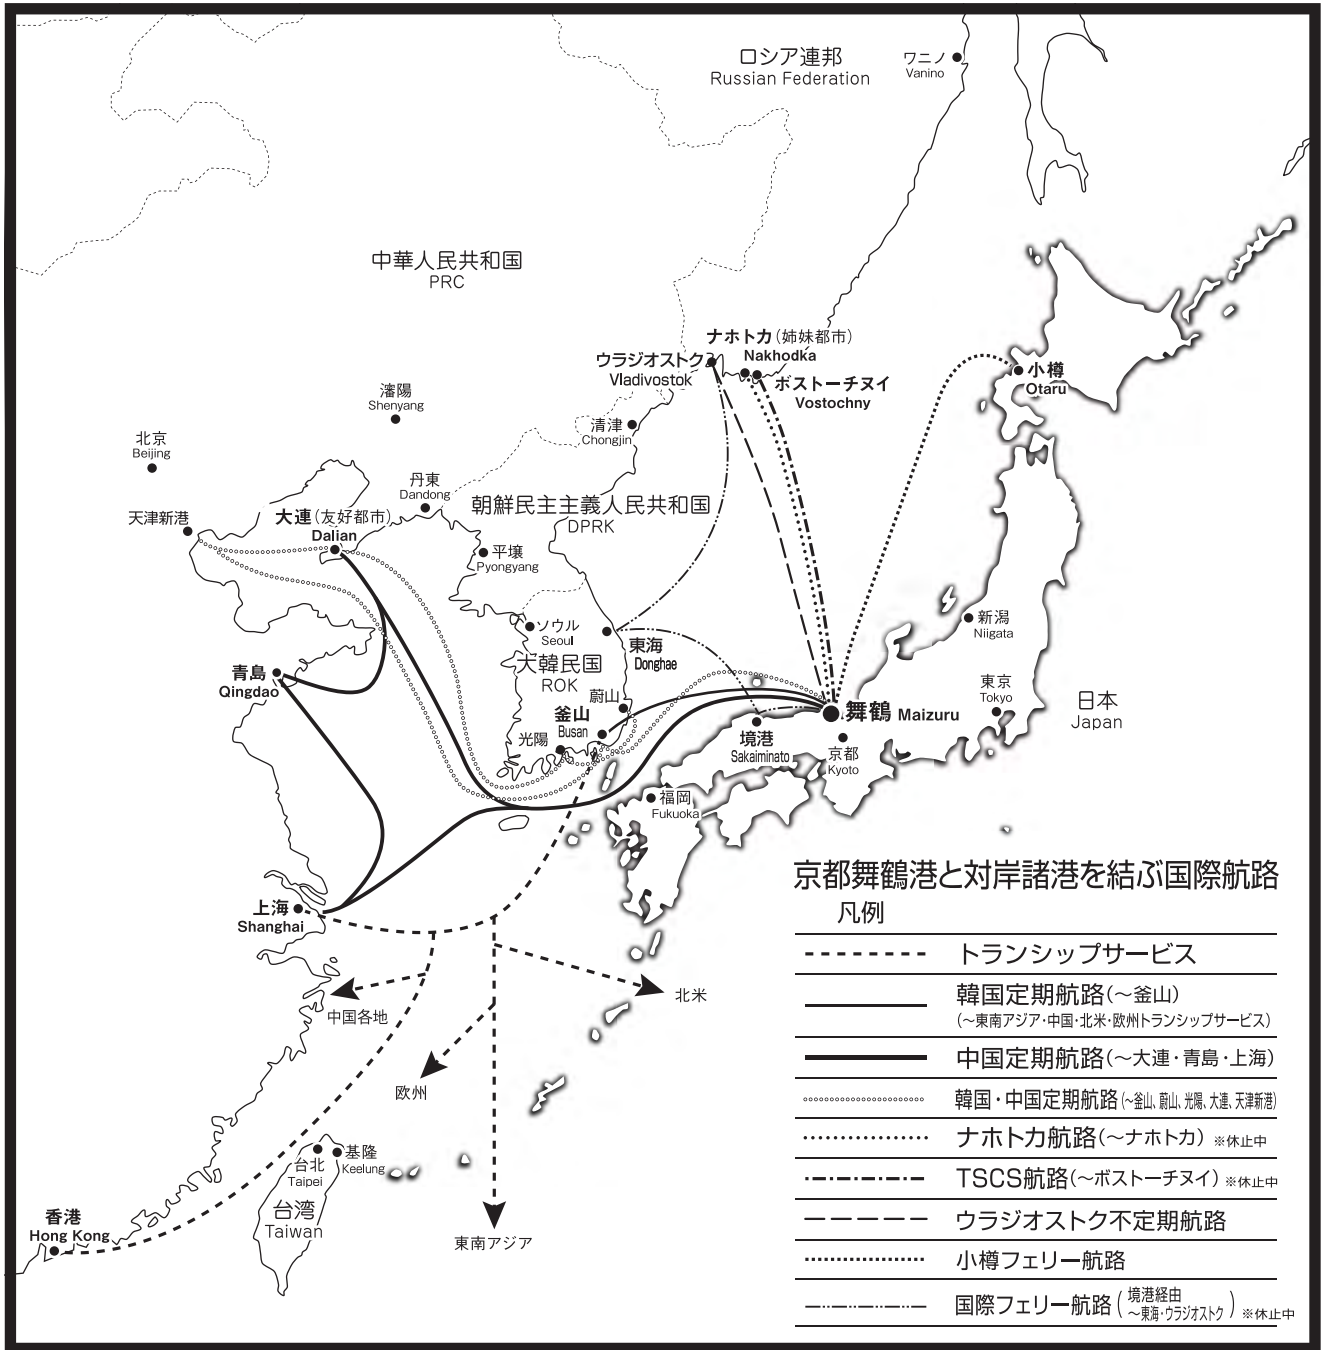 ロシア連邦
Russian Federation
ワニノ
Vanino
中華人民共和国
PRC
ナホトカ(姉妹都市)
Nakhodka
ウラジオストク
Vladivostok
ボストーチヌイ
Vostochny
小樽
Otaru
瀋陽
Shenyang
清津
Chongjin
北京
Beijing
丹東
Dandong
天津新港
大連(友好都市)
Dalian
朝鮮民主主義人民共和国
DPRK
平壌
Pyongyang
ソウル
Seoul
東海
Donghae
大韓民国
ROK
新潟
Niigata
青島
Qingdao
蔚山
釜山
Busan
光陽
東京
Tokyo
日本
Japan
舞鶴 Maizuru
境港
Sakaiminato
京都
Kyoto
福岡
Fukuoka
上海
Shanghai
中国各地
北米
欧州
東南アジア
台北
Taipei
基隆
Keelung
台湾
Taiwan
香港
Hong Kong
京都舞鶴港と対岸諸港を結ぶ国際航路
凡例
トランシップサービス
韓国定期航路(〜釜山)
(〜東南アジア・中国・北米・欧州トランシップサービス)
中国定期航路(〜大連・青島・上海)
韓国・中国定期航路(〜釜山、蔚山、光陽、大連、天津新港)
ナホトカ航路(〜ナホトカ) ※休止中
TSCS航路(〜ボストーチヌイ) ※休止中
ウラジオストク不定期航路
小樽フェリー航路
国際フェリー航路(境港経由
〜東海・ウラジオストク) ※休止中